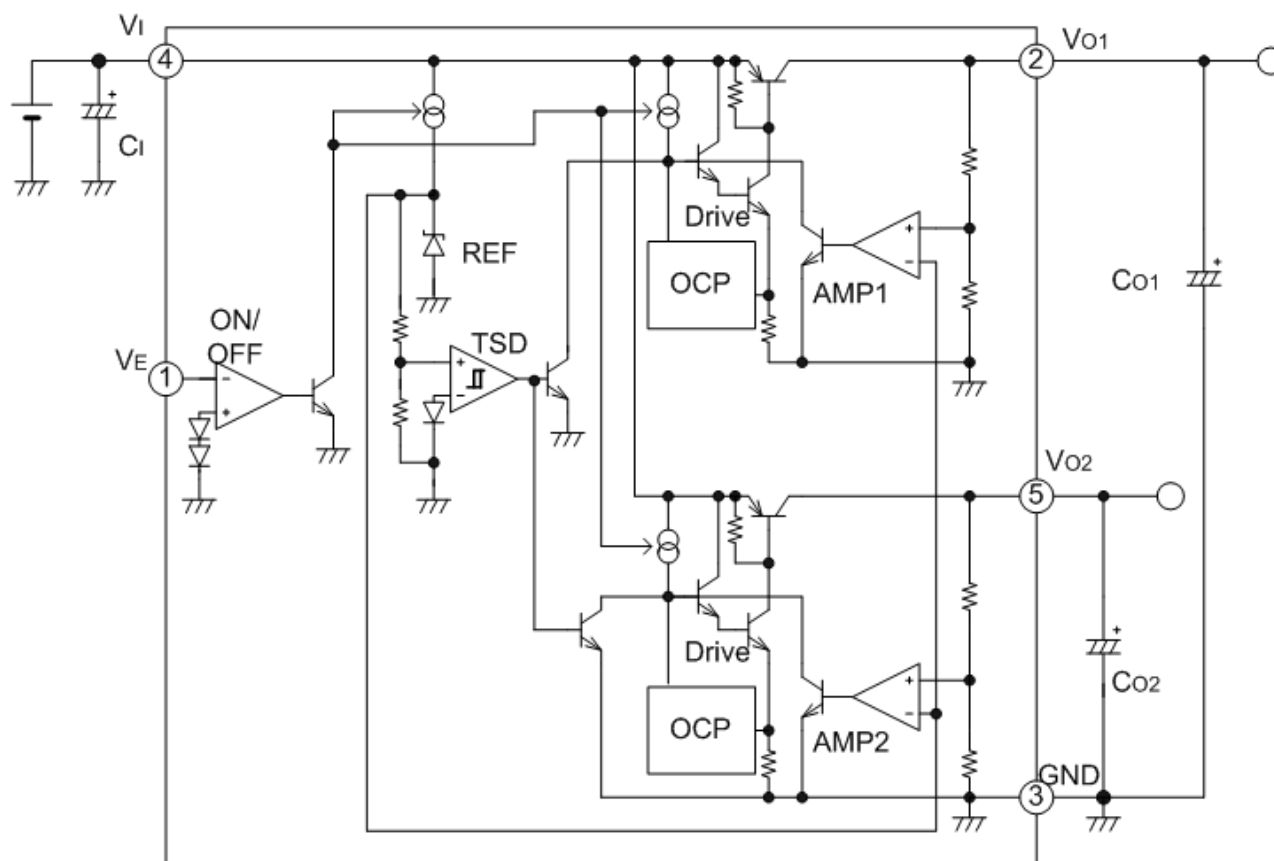 VI
4
2
VO1
+
CI
Drive
+
-
REF
OCP
AMP1
+
CO1
ON/
OFF
TSD
VE
1
-
+
+
-
VO2
5
Drive
+
-
+
CO2
OCP
AMP2
GND
3